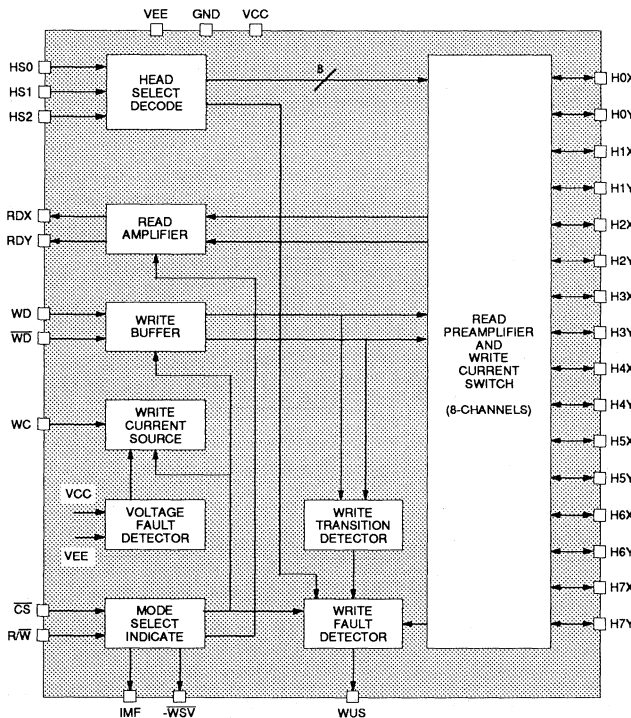 VEE GND VCC
HS0
HS1
HS2
HEAD
SELECT
DECODE
8
RDX
RDY
READ
AMPLIFIER
WD
W̅D̅
WRITE
BUFFER
WC
WRITE
CURRENT
SOURCE
VCC
VEE
VOLTAGE
FAULT
DETECTOR
WRITE
TRANSITION
DETECTOR
C̅S̅
R/W̅
MODE
SELECT
INDICATE
WRITE
FAULT
DETECTOR
READ
PREAMPLIFIER
AND
WRITE
CURRENT
SWITCH
(8-CHANNELS)
H0X
H0Y
H1X
H1Y
H2X
H2Y
H3X
H3Y
H4X
H4Y
H5X
H5Y
H6X
H6Y
H7X
H7Y
IMF -W̅S̅V̅ WUS